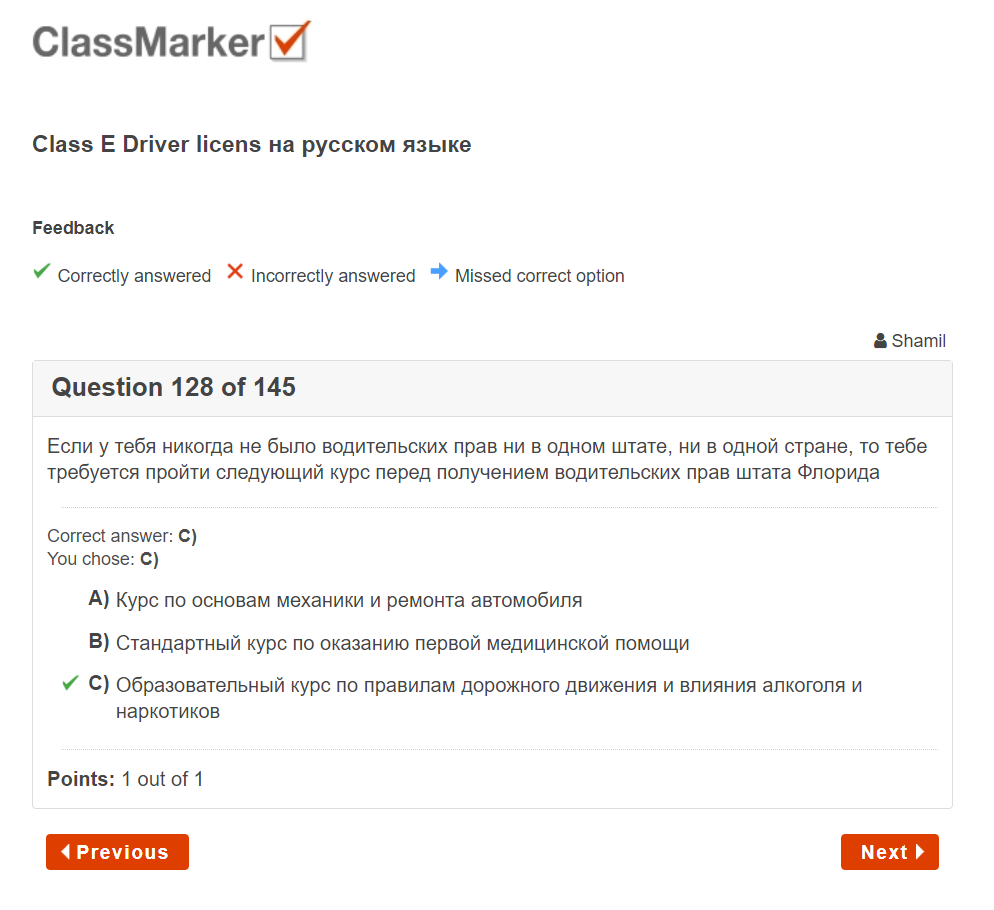 ClassMarker
Class E Driver licens на русском языке
Feedback
Correctly answered Incorrectly answered Missed correct option
Shamil
Question 128 of 145
Если у тебя никогда не было водительских прав ни в одном штате, ни в одной стране, то тебе
требуется пройти следующий курс перед получением водительских прав штата Флорида
Correct answer: C)
You chose: C)
A) Курс по основам механики и ремонта автомобиля
B) Стандартный курс по оказанию первой медицинской помощи
C) Образовательный курс по правилам дорожного движения и влияния алкоголя и
наркотиков
Points: 1 out of 1
Previous Next